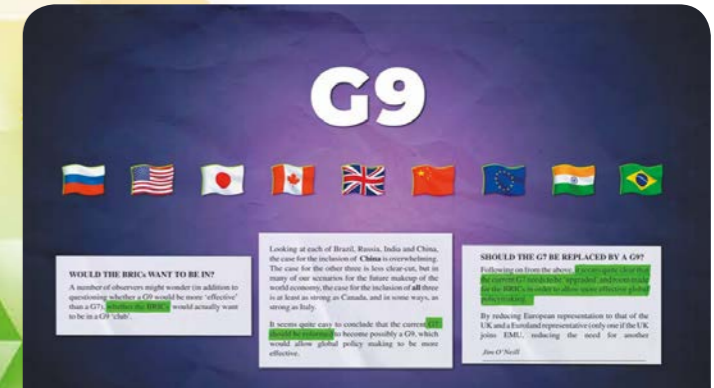 G9
WOULD THE BRICs WANT TO BE IN?
A number of observers might wonder (in addition to
questioning whether a G9 would be more ‘effective’
than a G7), whether the BRICs would actually want
to be in a G9 ‘club’.
Looking at each of Brazil, Russia, India and China,
the case for the inclusion of China is overwhelming.
The case for the other three is less clear-cut, but in
many of our scenarios for the future makeup of the
world economy, the case for the inclusion of all three
is at least as strong as Canada, and in some ways, as
strong as Italy.
It seems quite easy to conclude that the current G7
should be reformed to become possibly a G9, which
would allow global policy making to be more
effective.
SHOULD THE G7 BE REPLACED BY A G9?
Following on from the above, it seems quite clear that
the current G7 needs to be ‘upgraded’ and room made
for the BRICs in order to allow more effective global
policymaking.
By reducing European representation to that of the
UK and a Euroland representative (only one if the UK
joins EMU, reducing the need for another
Jim O’Neill